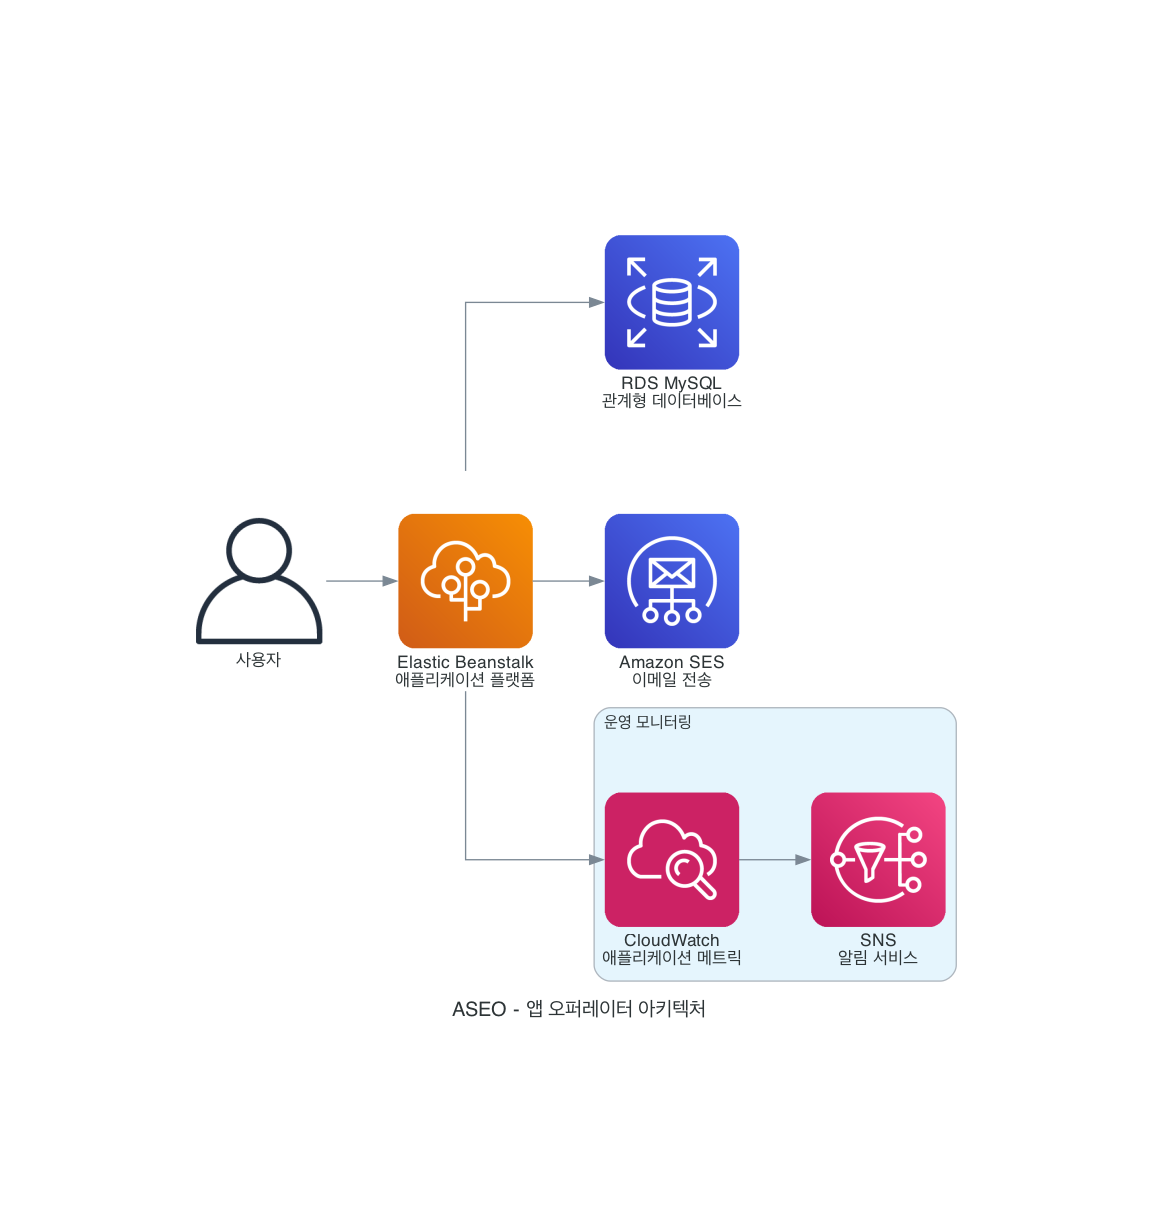 RDS MySQL
관계형 데이터베이스
사용자
Elastic Beanstalk
애플리케이션 플랫폼
Amazon SES
이메일 전송
운영 모니터링
CloudWatch
애플리케이션 메트릭
SNS
알림 서비스
ASEO - 앱 오퍼레이터 아키텍처